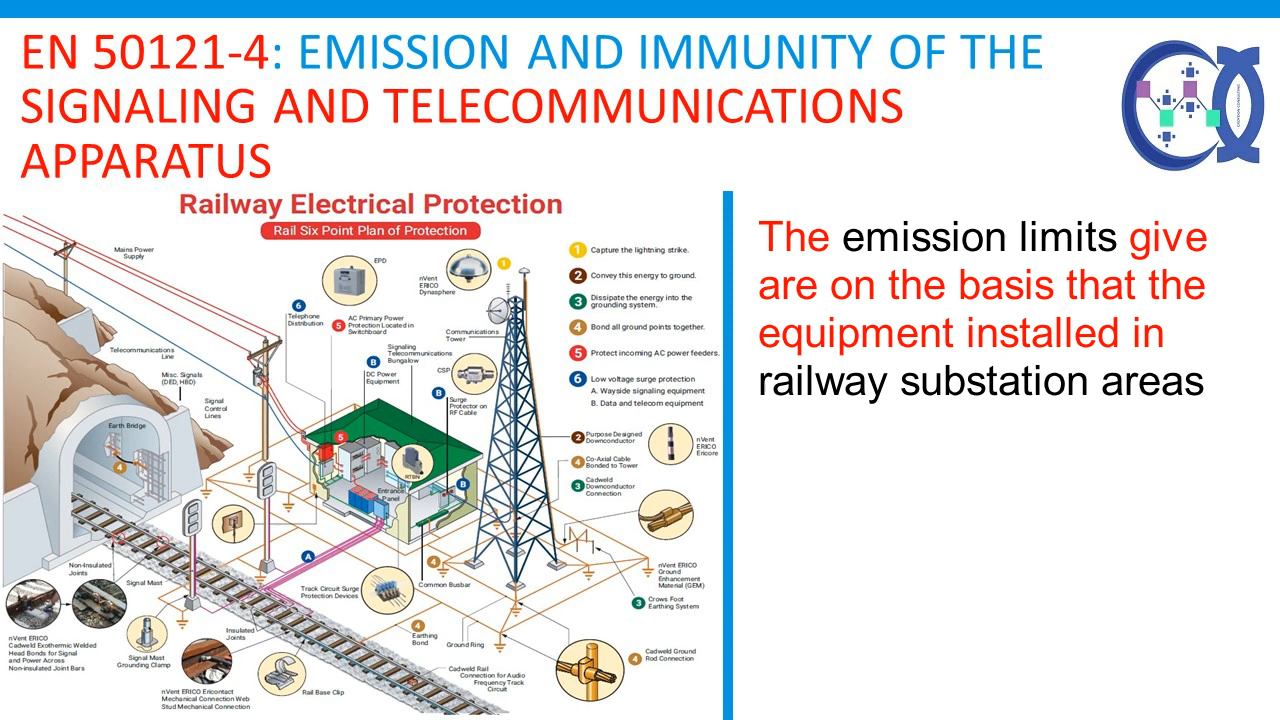 EN 50121-4: EMISSION AND IMMUNITY OF THE
SIGNALING AND TELECOMMUNICATIONS
APPARATUS
Railway Electrical Protection
Rail Six Point Plan of Protection
Mains Power
Supply
EPD
nVent
ERICO
Dynasphere
1
1 Capture the lightning strike.
2 Convey this energy to ground.
3 Dissipate the energy into the
grounding system.
4 Bond all ground points together.
5 Protect incoming AC power feeders.
6 Low voltage surge protection
A. Wayside signaling equipment
B. Data and telecom equipment
6
Telephone
Distribution
5 AC Primary Power
Protection Located in
Switchboard
Communications
Tower
Signaling
Telecommunications
Bungalow
B
DC Power
Equipment
CSP
B
Surge
Protector on
RF Cable
Telecommunications
Line
Misc. Signals
(DED, HBD)
Signal
Control
Lines
Earth Bridge
4
5
RTBN
Entrance
Panel
B
2 Purpose Designed
Downconductor
nVent
ERICO
Ericore
4 Co-Axial Cable
Bonded to Tower
3 Cadweld
Downconductor
Connection
A
Non-Insulated
Joints
Signal Mast
Track Circuit Surge
Protection Devices
4
Common Busbar
nVent ERICO
Ground
Enhancement
Material (GEM)
3 Crows Foot
Earthing System
nVent ERICO
Cadweld Exothermic Welded
Head Bonds for Signal
and Power Across
Non-insulated Joint Bars
Signal Mast
Grounding Clamp
Insulated
Joints
4
Earthing
Bond
Ground Ring
4 Cadweld Ground
Rod Connection
Cadweld Rail
Connection for Audio
Frequency Track
Circuit
nVent ERICO Ericontact
Mechanical Connection Web
Stud Mechanical Connection
Rail Base Clip
The emission limits give
are on the basis that the
equipment installed in
railway substation areas